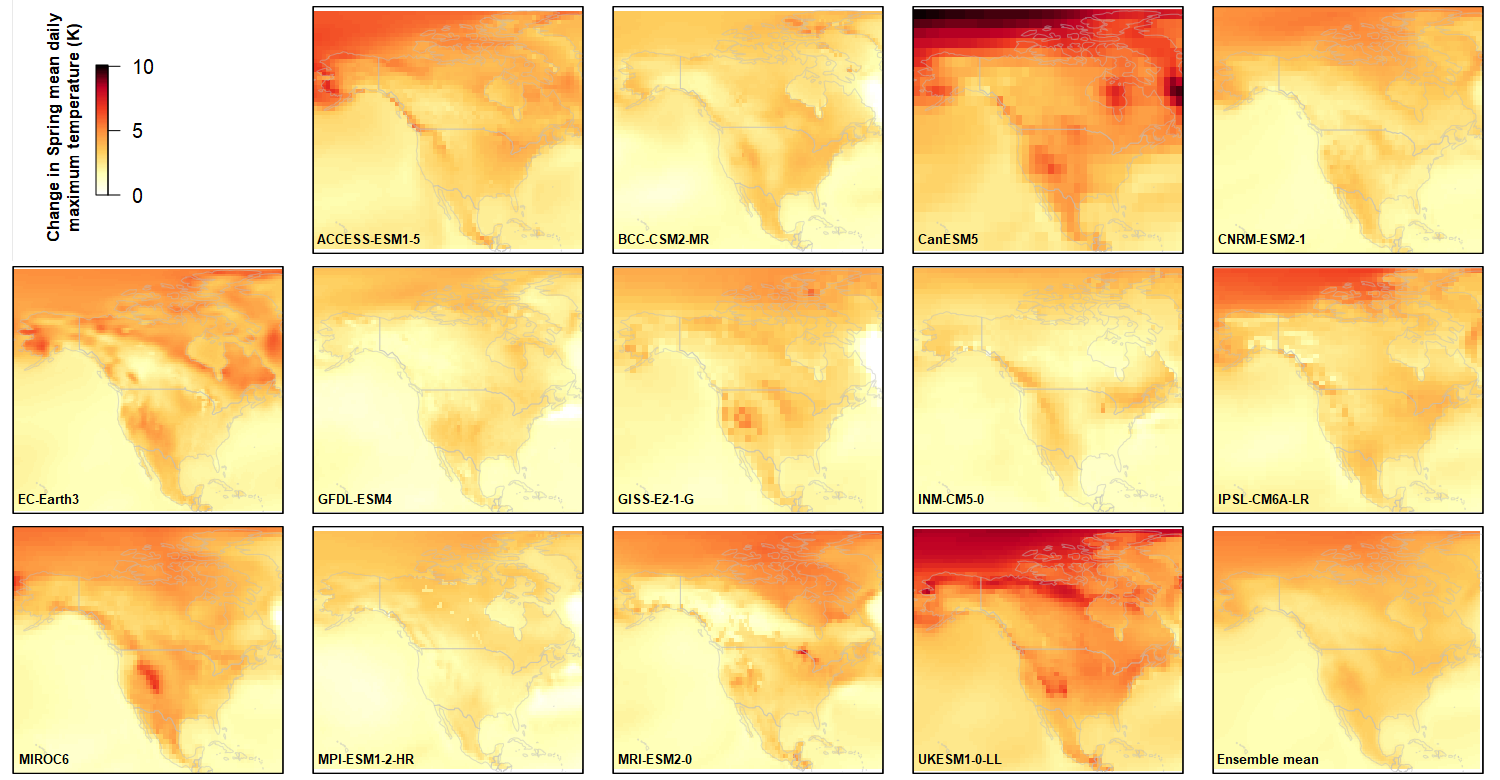 Change in Spring mean daily
maximum temperature (K)
10
5
0
ACCESS-ESM1-5
BCC-CSM2-MR
CanESM5
CNRM-ESM2-1
EC-Earth3
GFDL-ESM4
GISS-E2-1-G
INM-CM5-0
IPSL-CM6A-LR
MIROC6
MPI-ESM1-2-HR
MRI-ESM2-0
UKESM1-0-LL
Ensemble mean